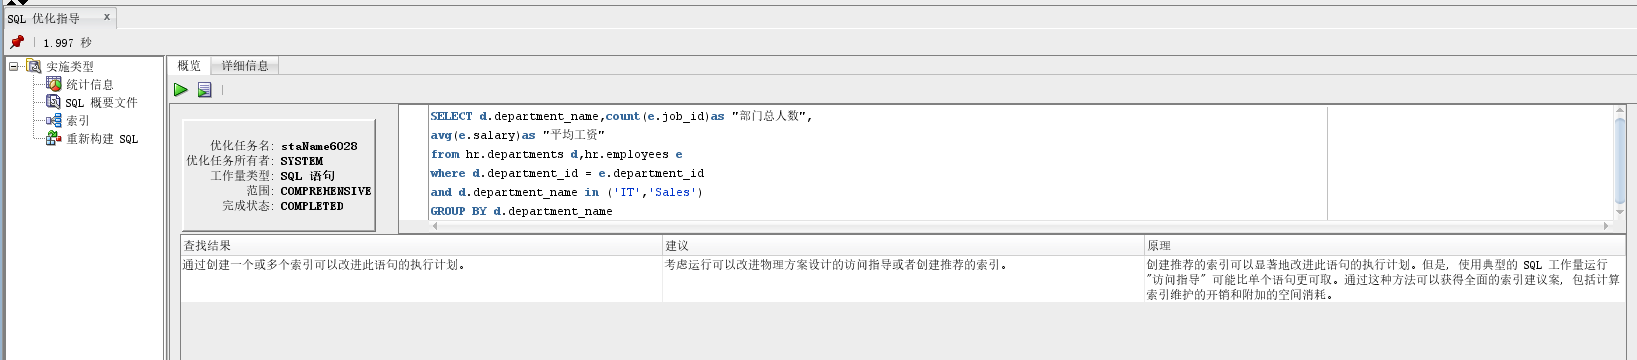 SQL 优化指导 x
1.997 秒
实施类型
统计信息
SQL 概要文件
索引
重新构建 SQL
概览 详细信息
优化任务名: staName6028
优化任务所有者: SYSTEM
工作量类型: SQL 语句
范围: COMPREHENSIVE
完成状态: COMPLETED
SELECT d.department_name,count(e.job_id)as "部门总人数",
avg(e.salary)as "平均工资"
from hr.departments d,hr.employees e
where d.department_id = e.department_id
and d.department_name in ('IT','Sales')
GROUP BY d.department_name
查找结果 建议 原理
通过创建一个或多个索引可以改进此语句的执行计划。
考虑运行可以改进物理方案设计的访问指导或者创建推荐的索引。
创建推荐的索引可以显著地改进此语句的执行计划。但是, 使用典型的 SQL 工作量运行
"访问指导" 可能比单个语句更可取。通过这种方法可以获得全面的索引建议案, 包括计算
索引维护的开销和附加的空间消耗。